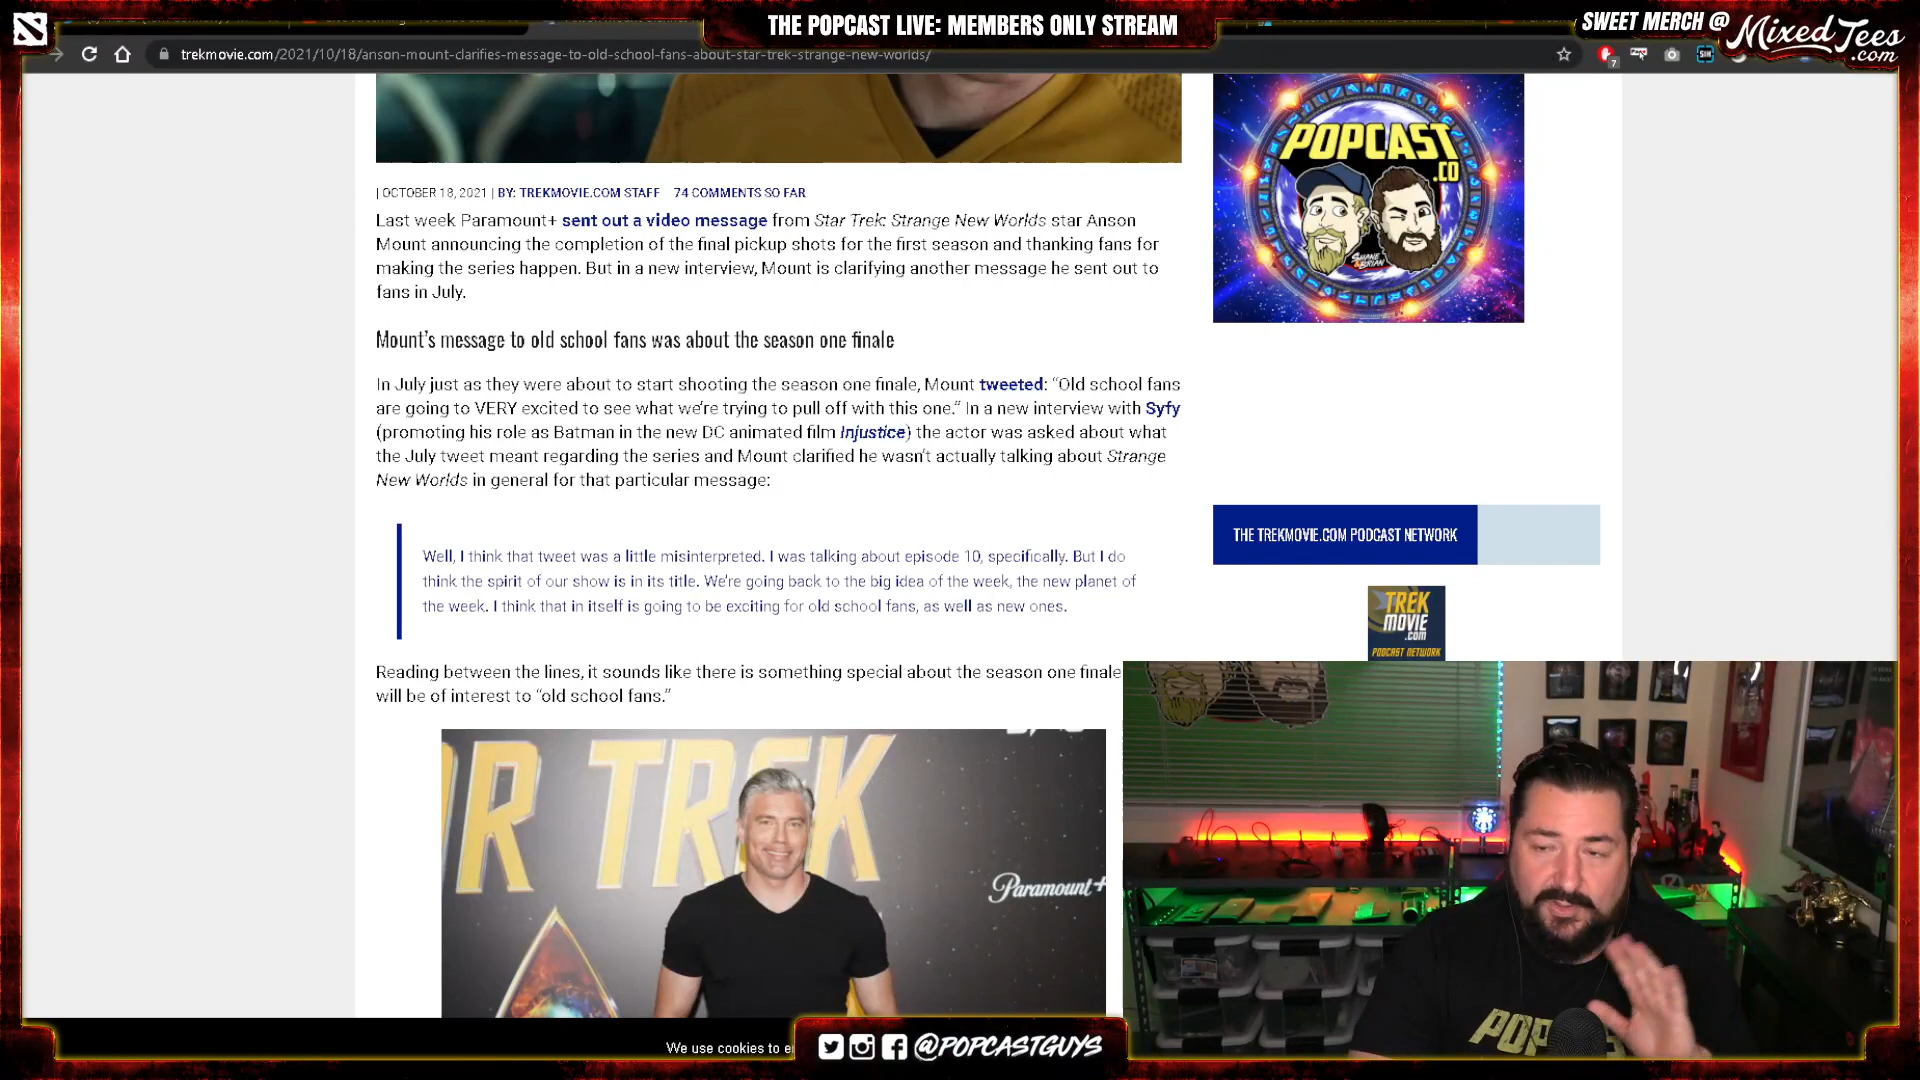 THE POPCAST LIVE: MEMBERS ONLY STREAM
SWEET MERCH @
MixedTees
.com
trekmovie.com/2021/10/18/anson-mount-clarifies-message-to-old-school-fans-about-star-trek-strange-new-worlds/
7
POPCAST
.CO
SHANE & BRIAN
| OCTOBER 18, 2021 | BY: TREKMOVIE.COM STAFF 74 COMMENTS SO FAR
Last week Paramount+ sent out a video message from Star Trek: Strange New Worlds star Anson
Mount announcing the completion of the final pickup shots for the first season and thanking fans for
making the series happen. But in a new interview, Mount is clarifying another message he sent out to
fans in July.
Mount's message to old school fans was about the season one finale
In July just as they were about to start shooting the season one finale, Mount tweeted: “Old school fans
are going to VERY excited to see what we're trying to pull off with this one.” In a new interview with Syfy
(promoting his role as Batman in the new DC animated film Injustice) the actor was asked about what
the July tweet meant regarding the series and Mount clarified he wasn't actually talking about Strange
New Worlds in general for that particular message:
Well, I think that tweet was a little misinterpreted. I was talking about episode 10, specifically. But I do
think the spirit of our show is in its title. We're going back to the big idea of the week, the new planet of
the week. I think that in itself is going to be exciting for old school fans, as well as new ones.
Reading between the lines, it sounds like there is something special about the season one finale
will be of interest to “old school fans.”
THE TREKMOVIE.COM PODCAST NETWORK
TREK
MOVIE
.com
PODCAST NETWORK
R TREK
Paramount+
POP
We use cookies to e
@POPCASTGUYS